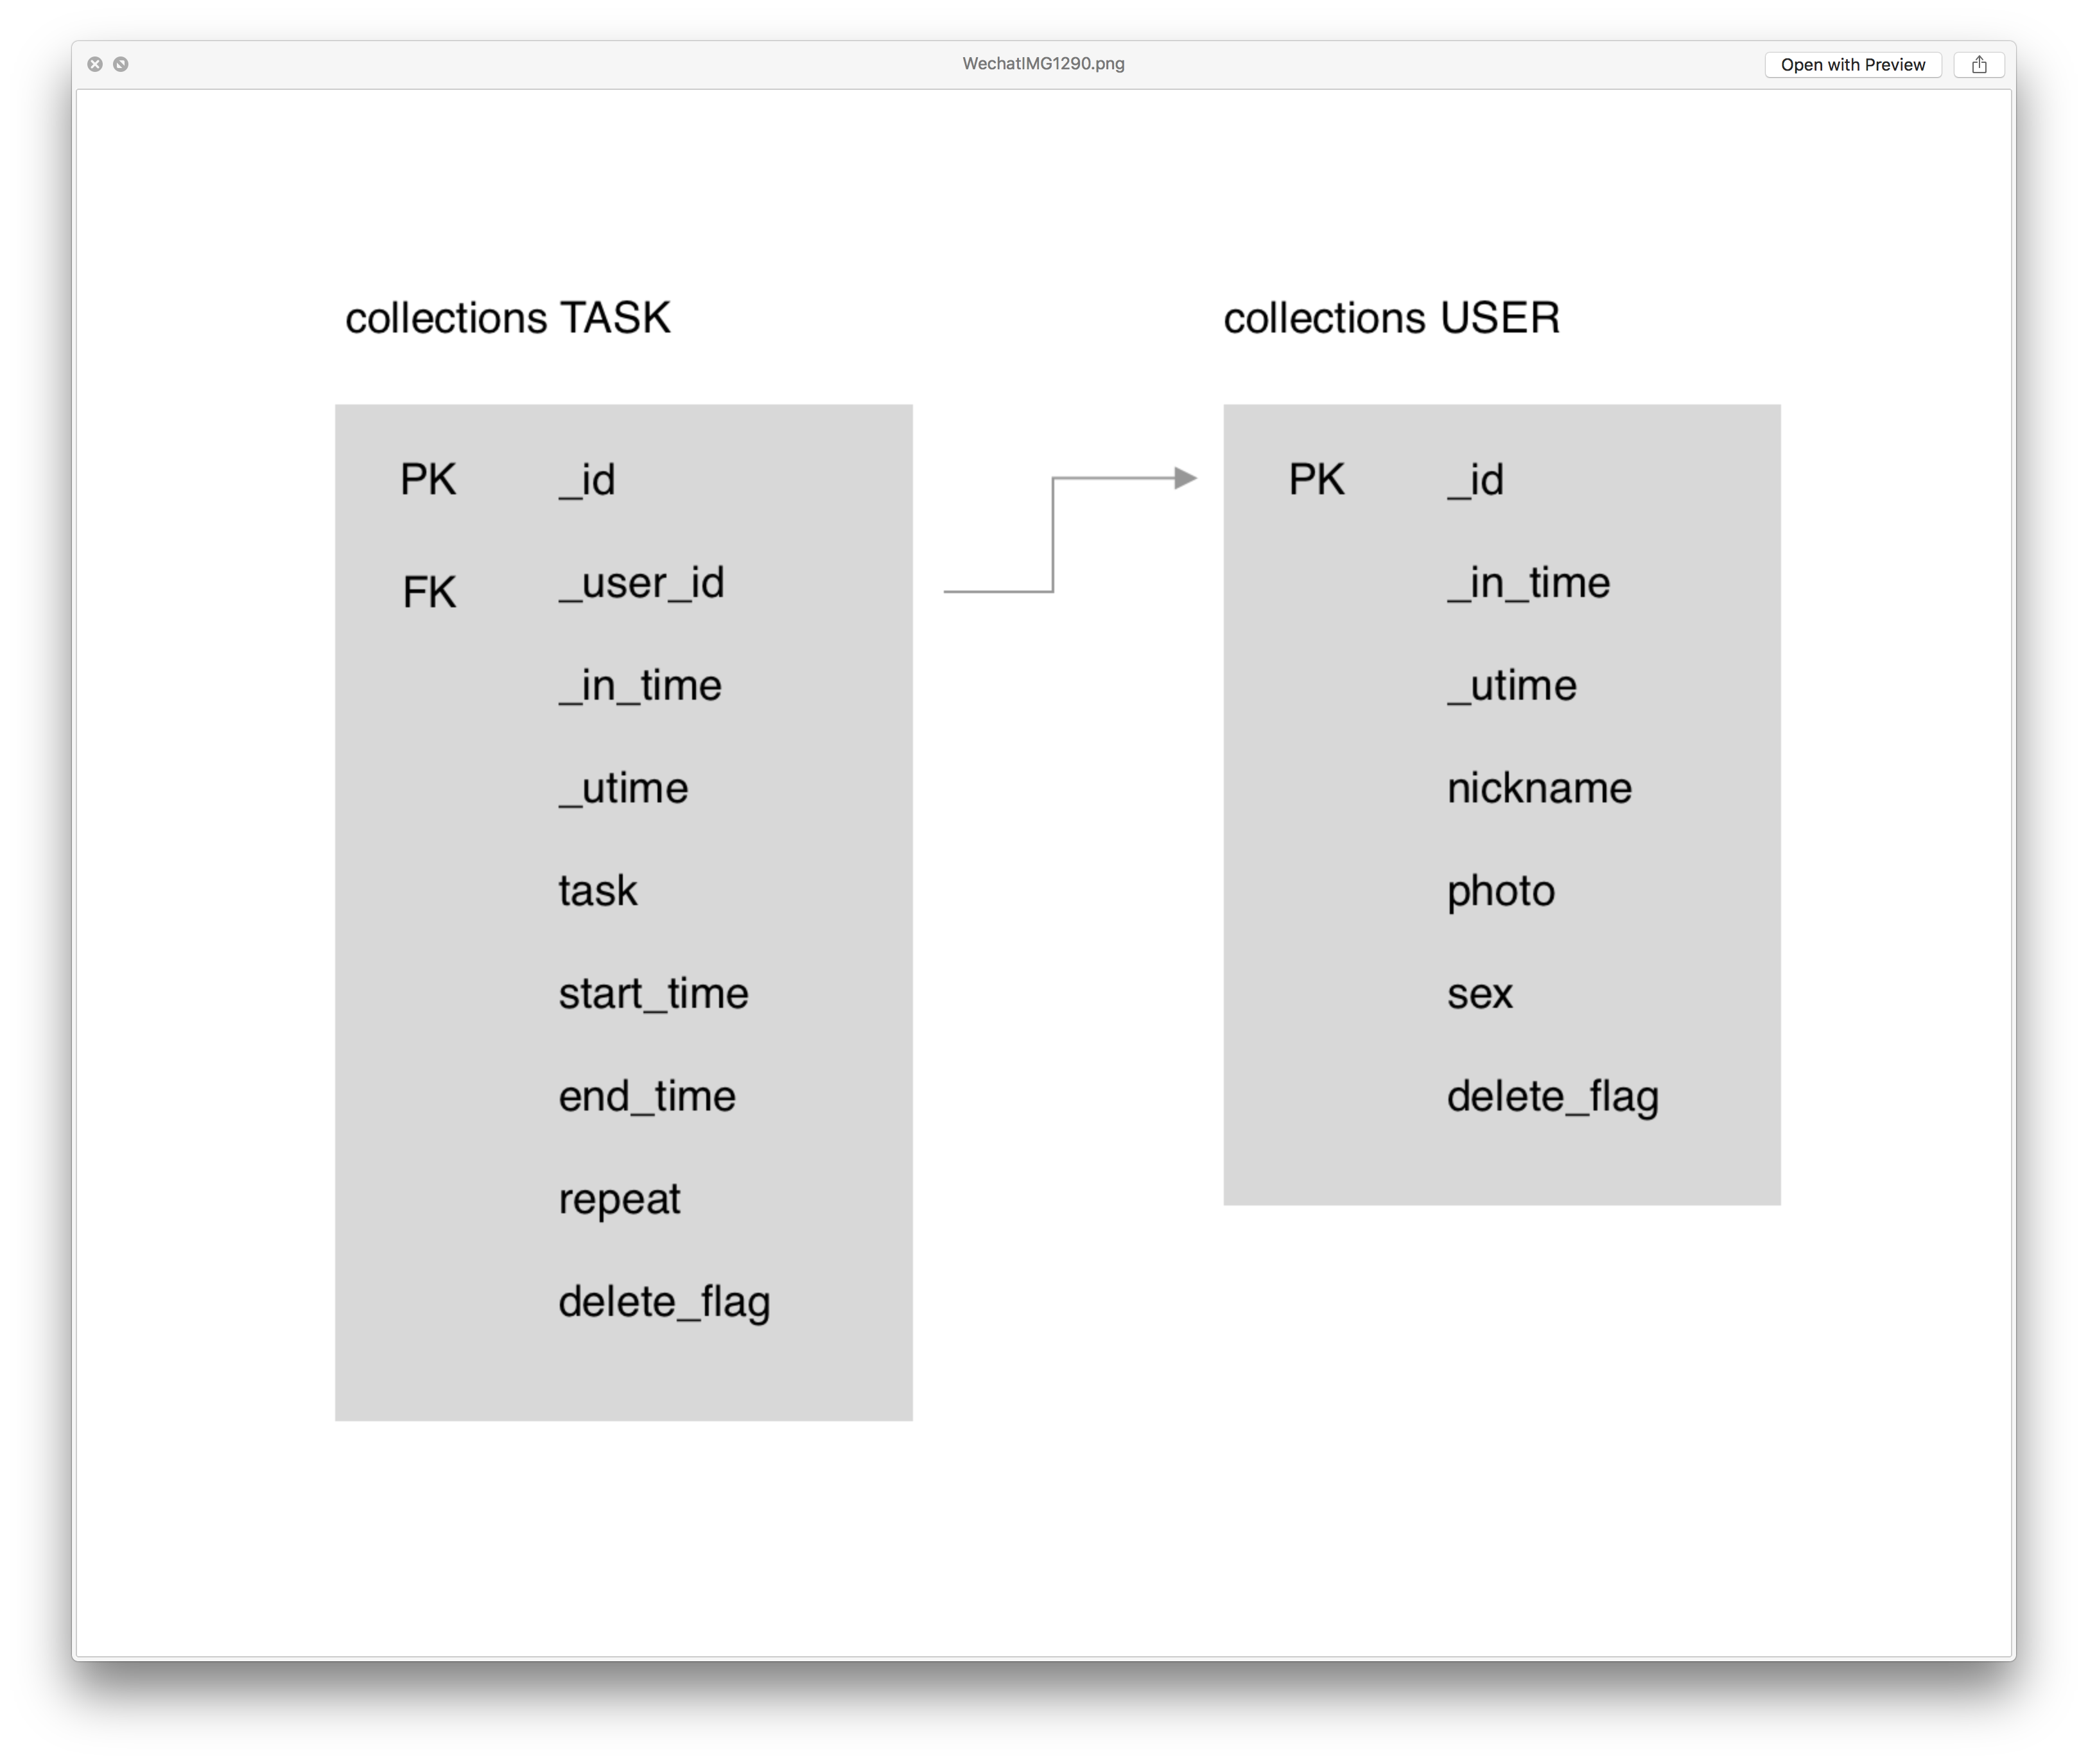 WechatIMG1290.png
Open with Preview
collections TASK
PK _id
FK _user_id
_in_time
_utime
task
start_time
end_time
repeat
delete_flag
collections USER
PK _id
_in_time
_utime
nickname
photo
sex
delete_flag